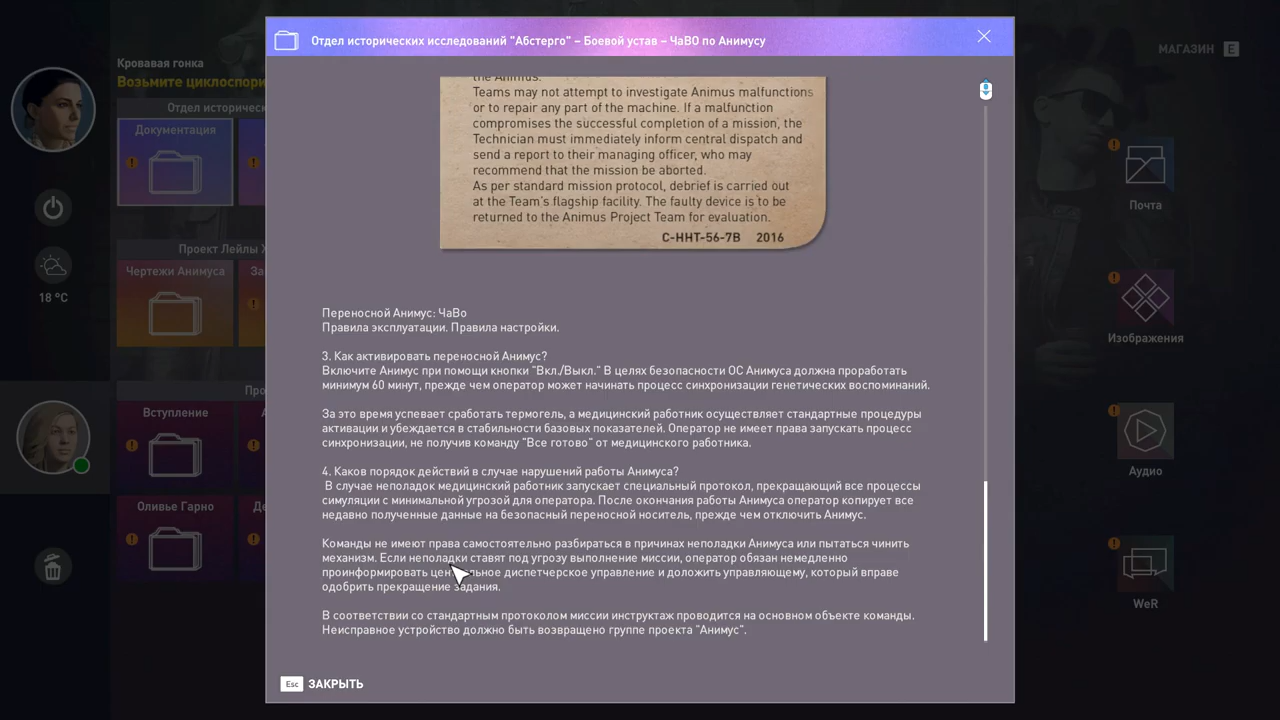 Отдел исторических исследований "Абстерго" – Боевой устав – ЧаВО по Анимусу
МАГАЗИН E
Кровавая гонка
Возьмите циклоспори
Отдел историческ
Документация
Проект Лейлы Х
Чертежи Анимуса
За
Про
Вступление
Оливье Гарно
Де
18 °C
the Animus.
Teams may not attempt to investigate Animus malfunctions
or to repair any part of the machine. If a malfunction
compromises the successful completion of a mission, the
Technician must immediately inform central dispatch and
send a report to their managing officer, who may
recommend that the mission be aborted.
As per standard mission protocol, debrief is carried out
at the Team's flagship facility. The faulty device is to be
returned to the Animus Project Team for evaluation.
C-HHT-56-7B 2016
Переносной Анимус: ЧаВо
Правила эксплуатации. Правила настройки.
3. Как активировать переносной Анимус?
Включите Анимус при помощи кнопки "Вкл./Выкл." В целях безопасности ОС Анимуса должна проработать
минимум 60 минут, прежде чем оператор может начинать процесс синхронизации генетических воспоминаний.
За это время успевает сработать термогель, а медицинский работник осуществляет стандартные процедуры
активации и убеждается в стабильности базовых показателей. Оператор не имеет права запускать процесс
синхронизации, не получив команду "Все готово" от медицинского работника.
4. Каков порядок действий в случае нарушений работы Анимуса?
В случае неполадок медицинский работник запускает специальный протокол, прекращающий все процессы
симуляции с минимальной угрозой для оператора. После окончания работы Анимуса оператор копирует все
недавно полученные данные на безопасный переносной носитель, прежде чем отключить Анимус.
Команды не имеют права самостоятельно разбираться в причинах неполадки Анимуса или пытаться чинить
механизм. Если неполадки ставят под угрозу выполнение миссии, оператор обязан немедленно
проинформировать центральное диспетчерское управление и доложить управляющему, который вправе
одобрить прекращение задания.
В соответствии со стандартным протоколом миссии инструктаж проводится на основном объекте команды.
Неисправное устройство должно быть возвращено группе проекта "Анимус".
Esc ЗАКРЫТЬ
Почта
Изображения
Аудио
WeR